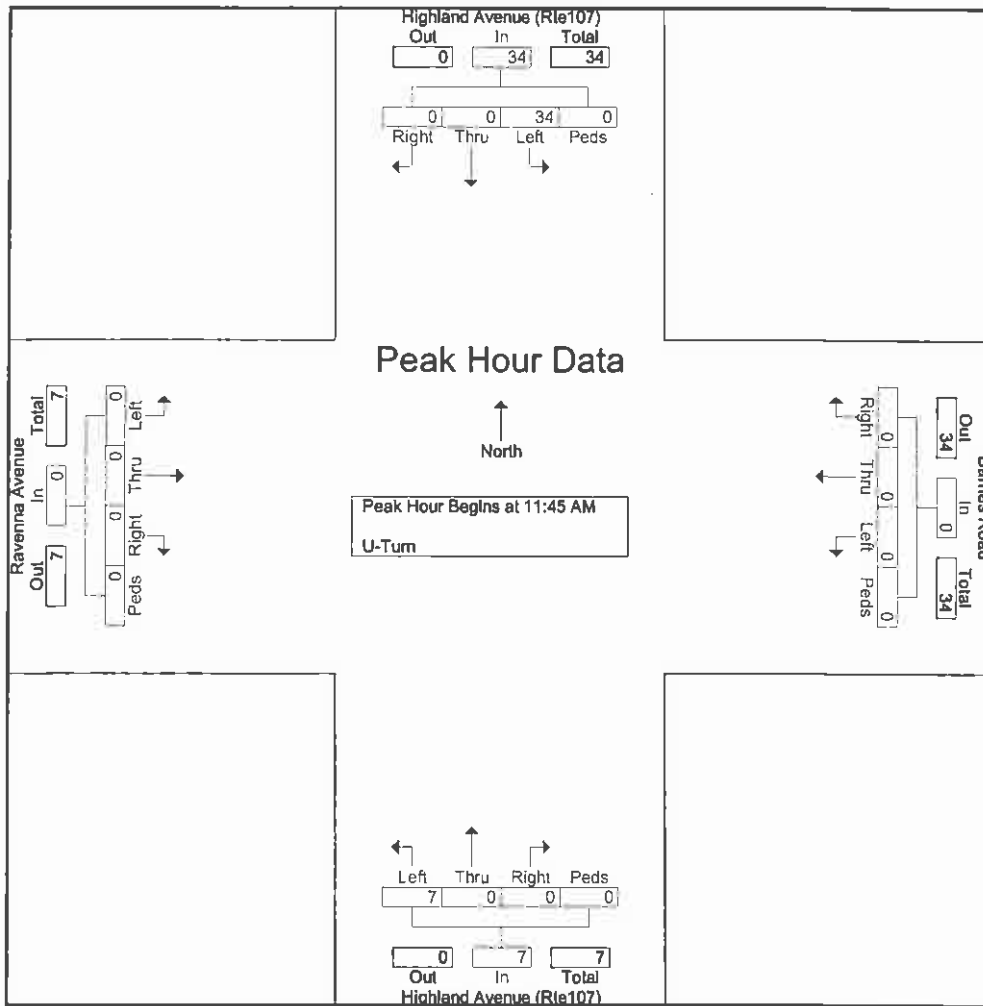 Highland Avenue (Rte107)
Out In Total
0 34 34
0 0 34 0
Right Thru Left Peds
Peak Hour Data
North
Peak Hour Begins at 11:45 AM
U-Turn
Ravenna Avenue
Out In Total
7 0 7
0 0 0 0
Left Thru Right Peds
Right Thru Left Peds
0 0 0 0
Out In Total
34 0 34
Road
Left Thru Right Peds
7 0 0 0
0 7 7
Out In Total
Highland Avenue (Rte107)